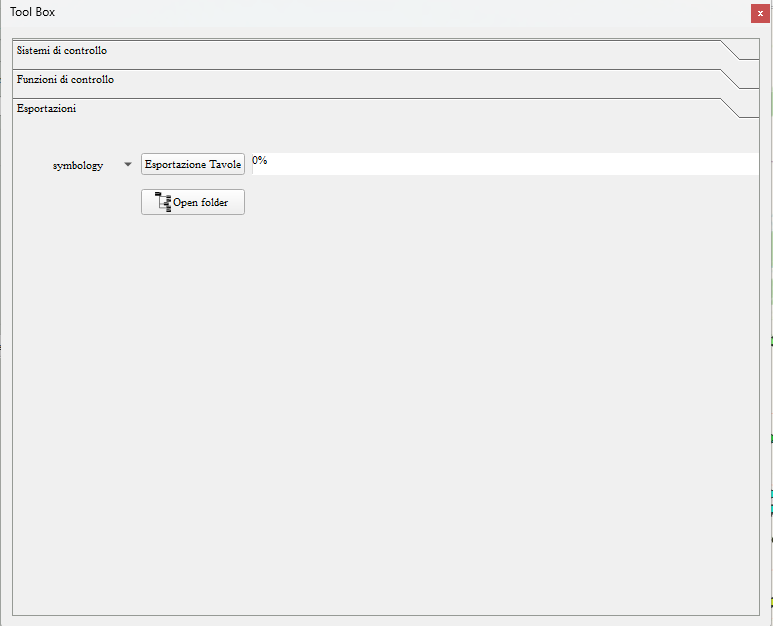 Tool Box
x
Sistemi di controllo
Funzioni di controllo
Esportazioni
symbology Esportazione Tavole 0%
Open folder